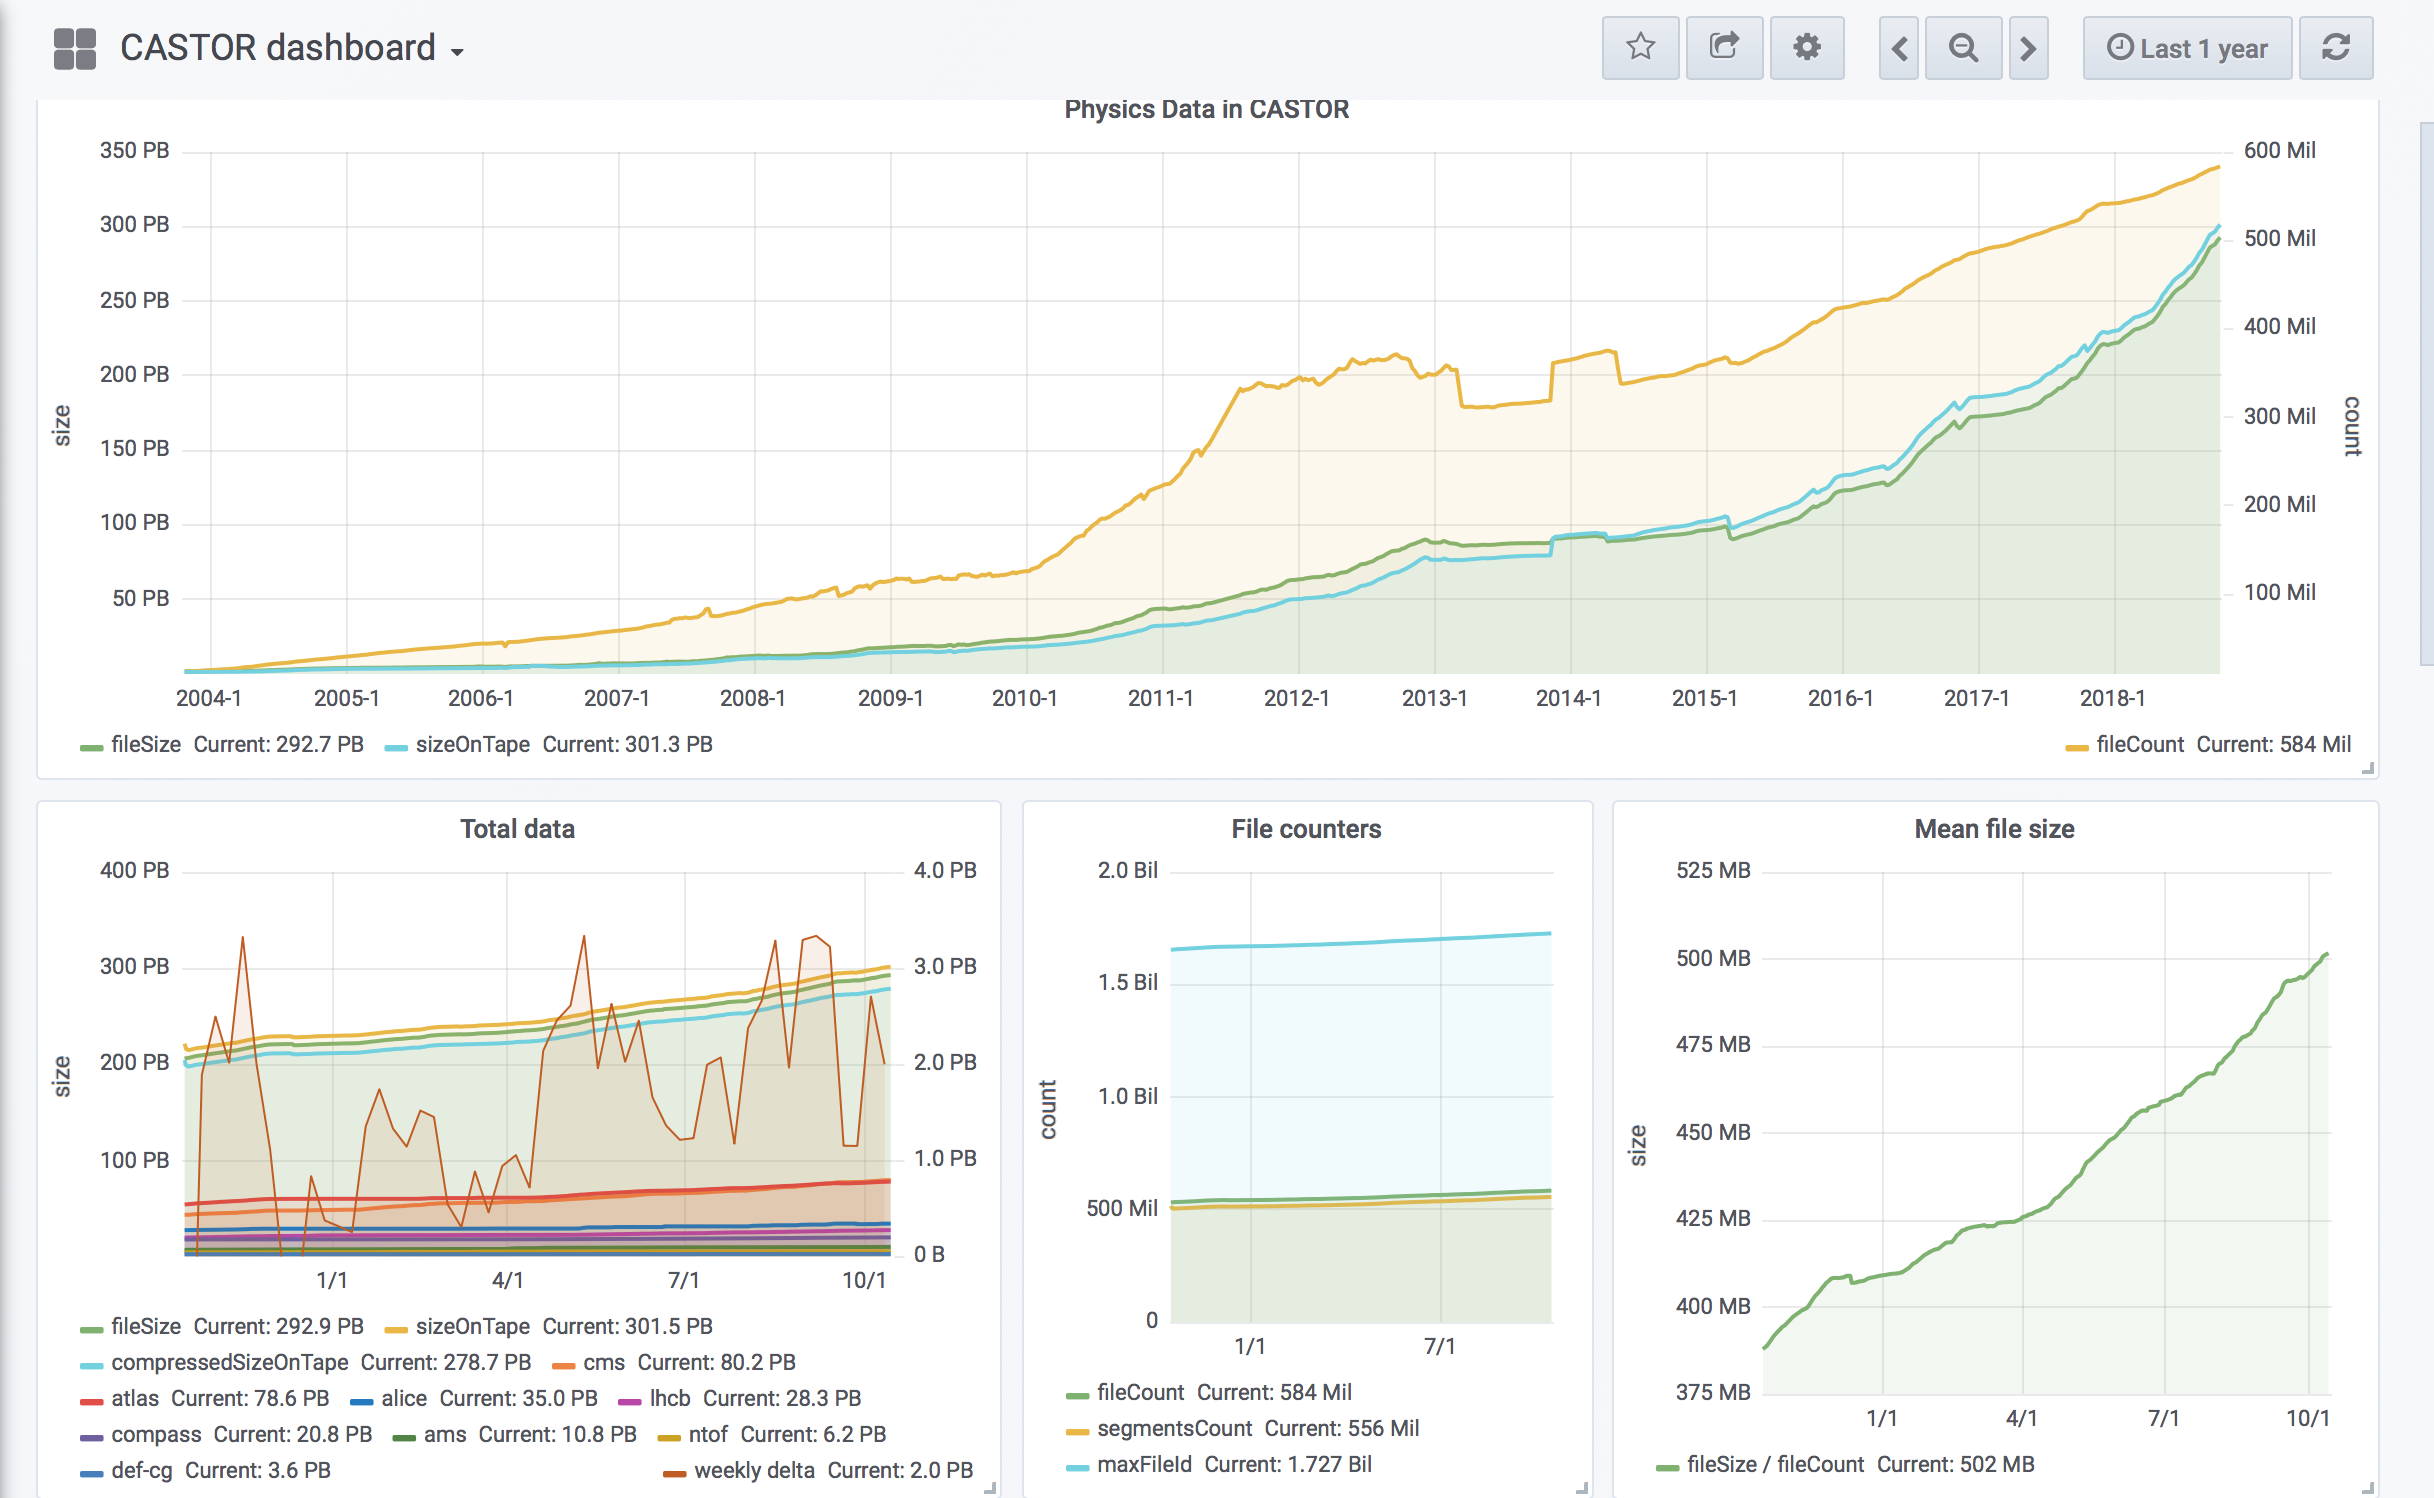 CASTOR dashboard
Last 1 year
Physics Data in CASTOR
350 PB
300 PB
250 PB
200 PB
150 PB
100 PB
50 PB
size
600 Mil
500 Mil
400 Mil
300 Mil
200 Mil
100 Mil
count
2004-1 2005-1 2006-1 2007-1 2008-1 2009-1 2010-1 2011-1 2012-1 2013-1 2014-1 2015-1 2016-1 2017-1 2018-1
fileSize Current: 292.7 PB sizeOnTape Current: 301.3 PB fileCount Current: 584 Mil
Total data
400 PB
300 PB
200 PB
100 PB
size
4.0 PB
3.0 PB
2.0 PB
1.0 PB
0 B
1/1 4/1 7/1 10/1
fileSize Current: 292.9 PB sizeOnTape Current: 301.5 PB
compressedSizeOnTape Current: 278.7 PB cms Current: 80.2 PB
atlas Current: 78.6 PB alice Current: 35.0 PB lhcb Current: 28.3 PB
compass Current: 20.8 PB ams Current: 10.8 PB ntof Current: 6.2 PB
def-cg Current: 3.6 PB weekly delta Current: 2.0 PB
File counters
2.0 Bil
1.5 Bil
1.0 Bil
500 Mil
0
count
1/1 7/1
fileCount Current: 584 Mil
segmentsCount Current: 556 Mil
maxFileId Current: 1.727 Bil
Mean file size
525 MB
500 MB
475 MB
450 MB
425 MB
400 MB
375 MB
size
1/1 4/1 7/1 10/1
fileSize / fileCount Current: 502 MB